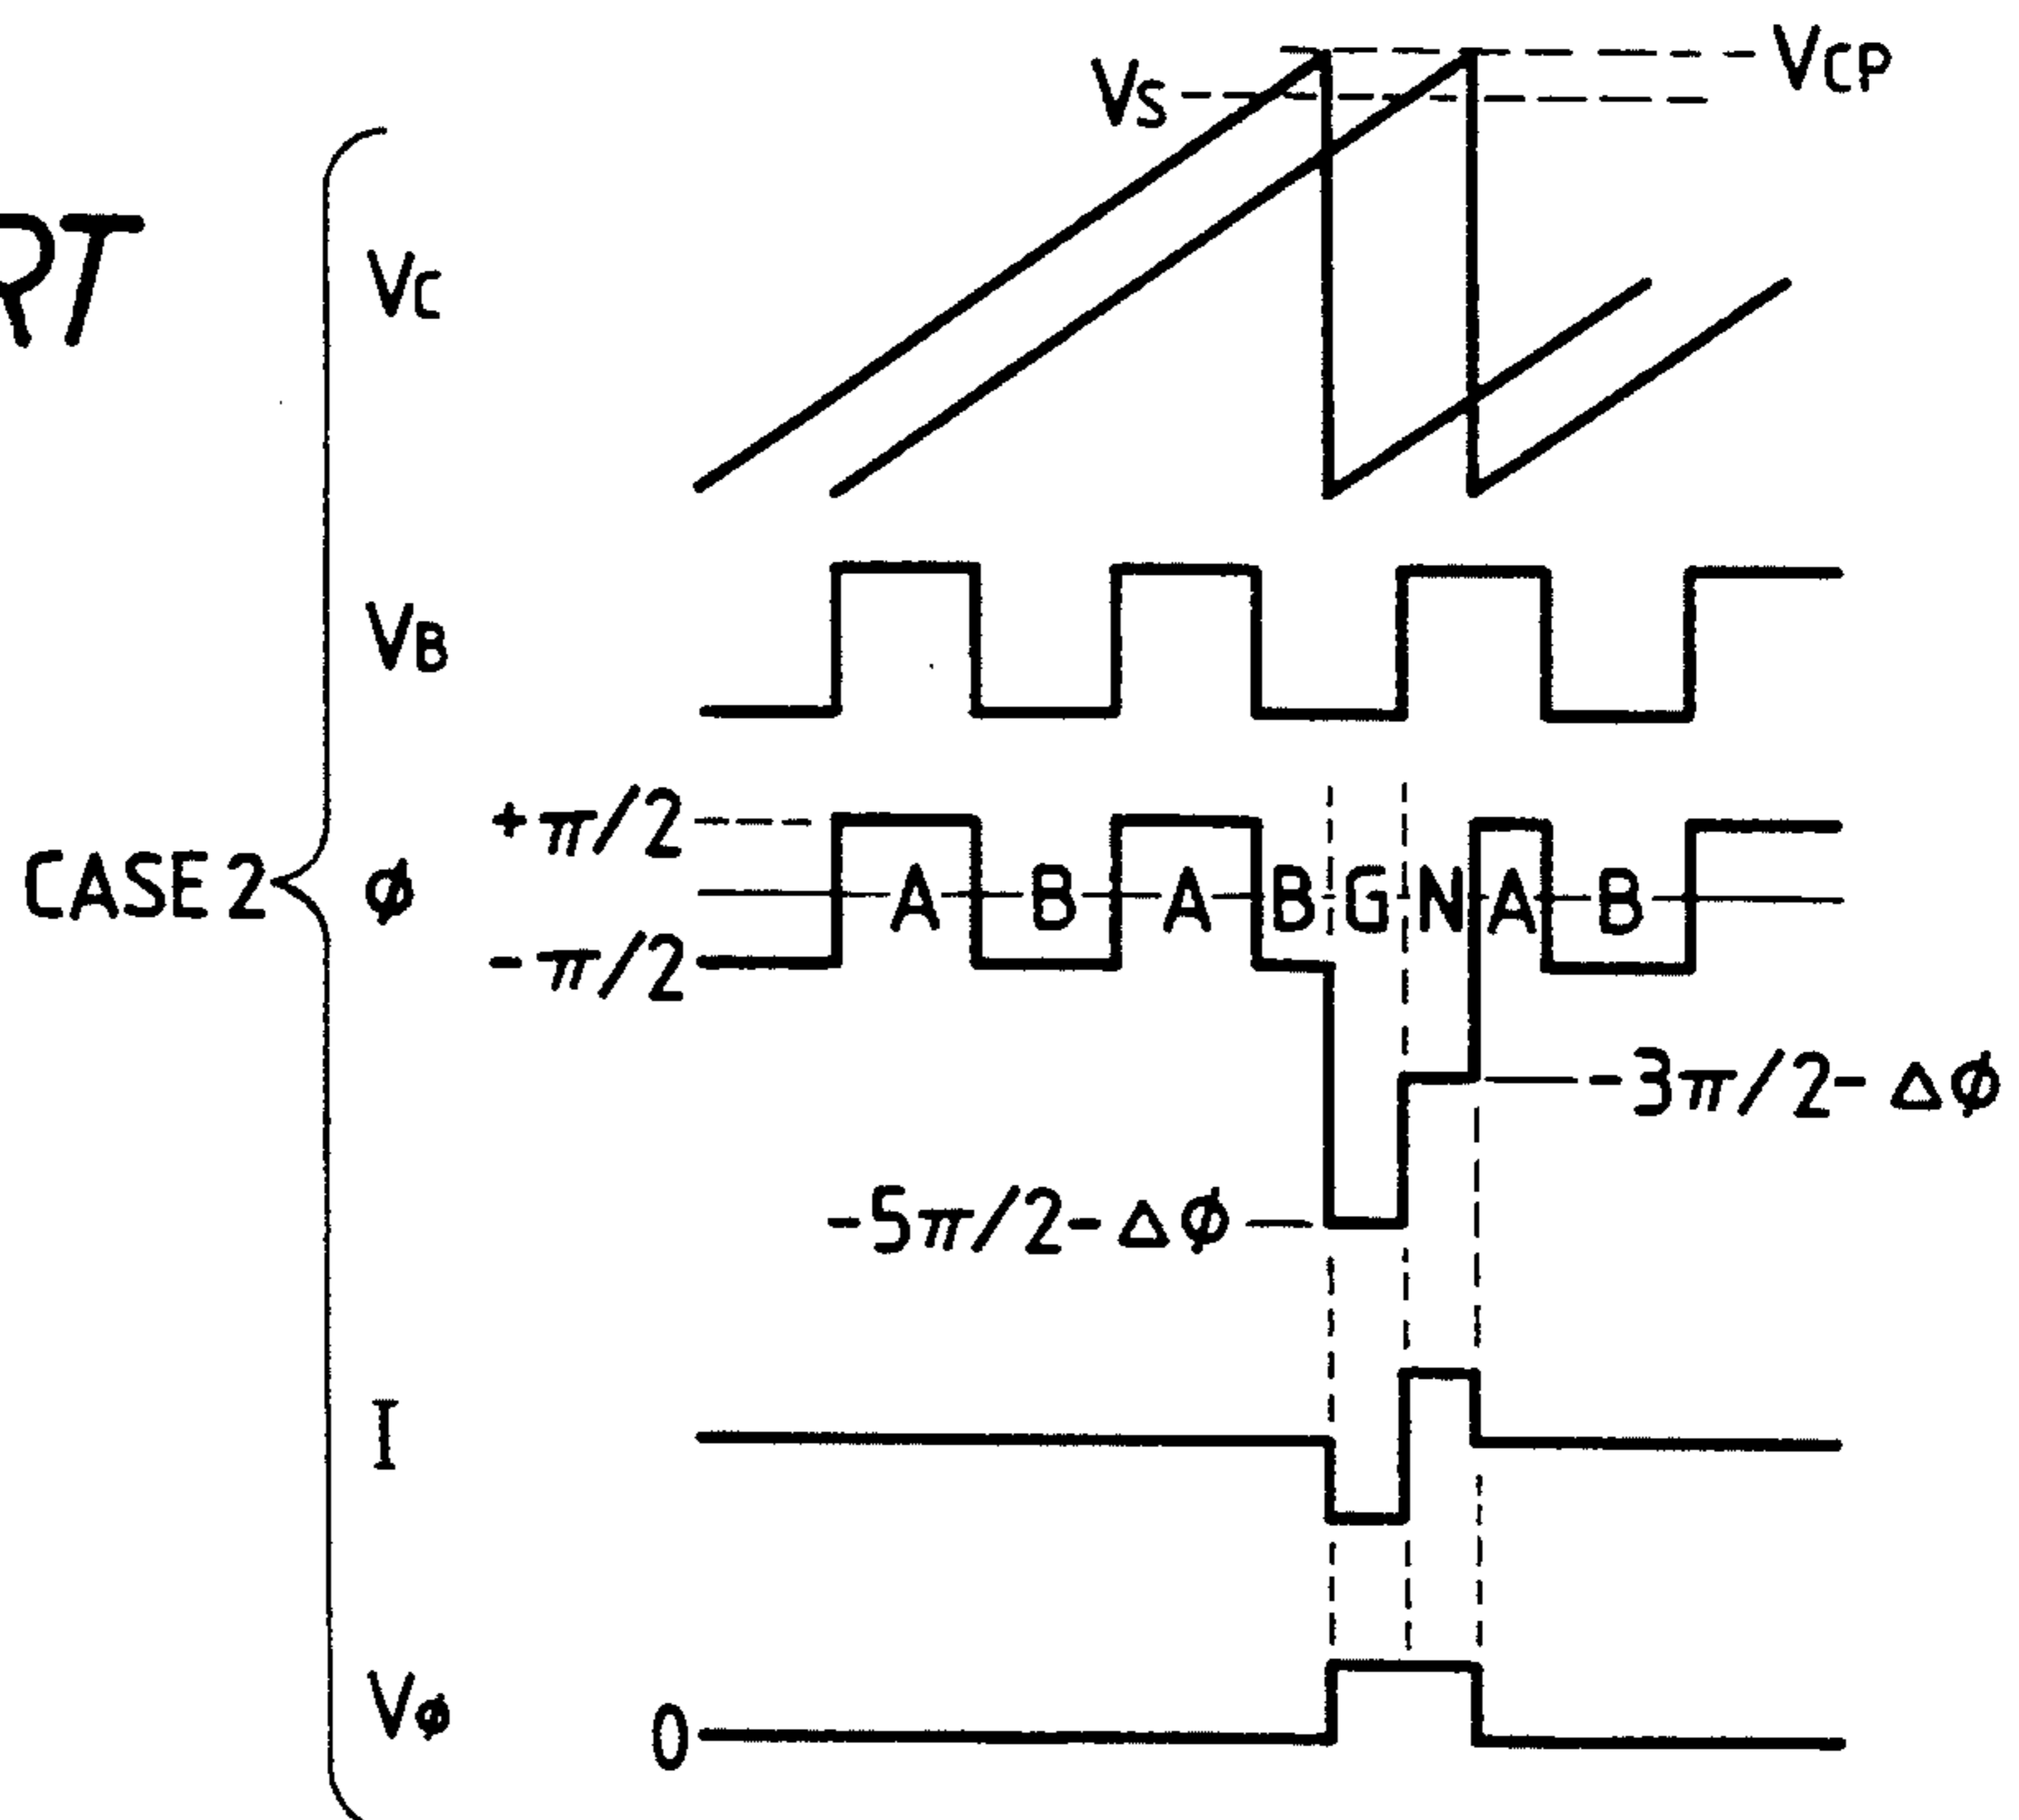 VS
VCP
RT
VC
VB
+π/2
CASE 2
ϕ
A B A B G N A B
-π/2
-3π/2-Δϕ
-5π/2-Δϕ
I
Vϕ
0